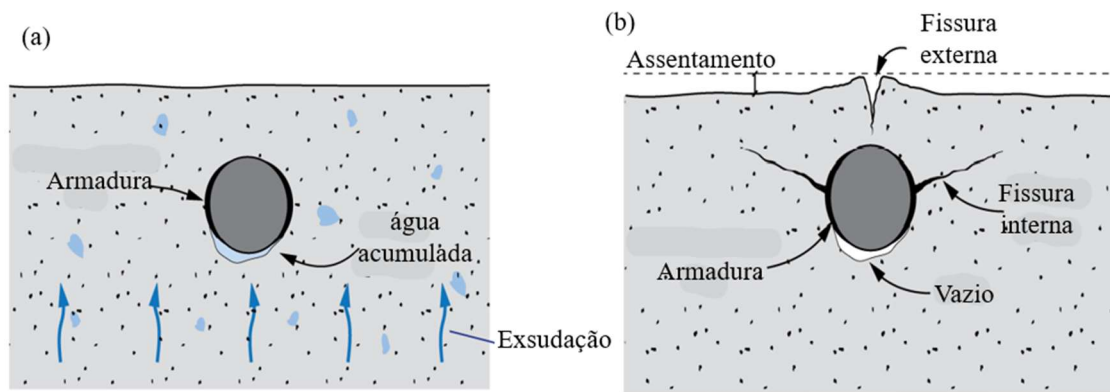 (a)
Armadura
água
acumulada
Exsudação
(b)
Fissura
externa
Assentamento
Fissura
interna
Armadura
Vazio